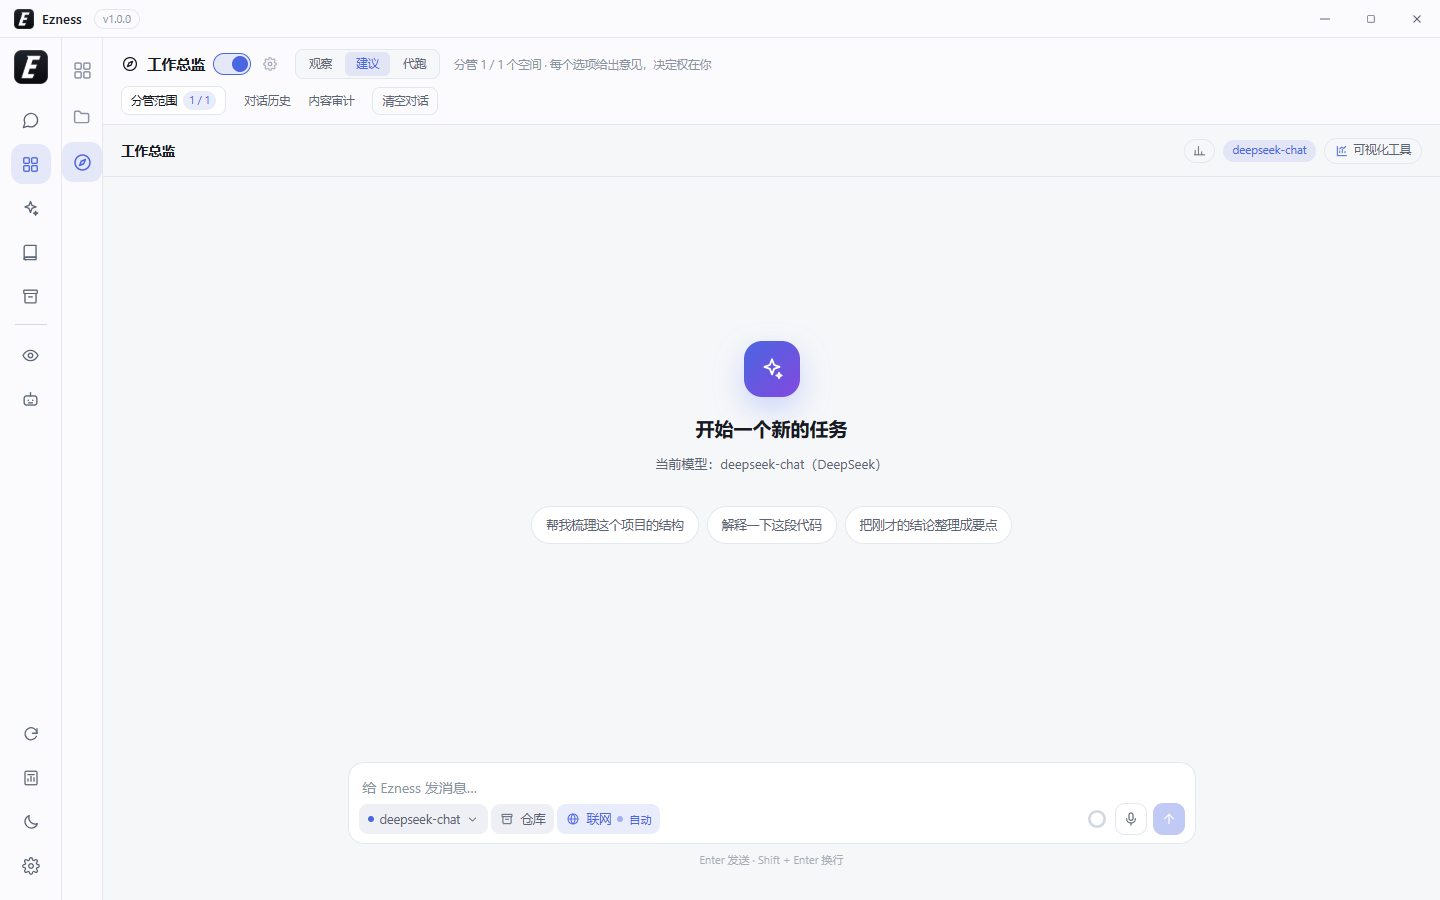 Ezness v1.0.0
工作总监 观察 建议 代跑 分管 1 / 1 个空间 · 每个选项给出意见，决定权在你
分管范围 1 / 1 对话历史 内容审计 清空对话
工作总监 deepseek-chat 可视化工具
开始一个新的任务
当前模型：deepseek-chat（DeepSeek）
帮我梳理这个项目的结构 解释一下这段代码 把刚才的结论整理成要点
给 Ezness 发消息...
deepseek-chat 仓库 联网 自动
Enter 发送 · Shift + Enter 换行